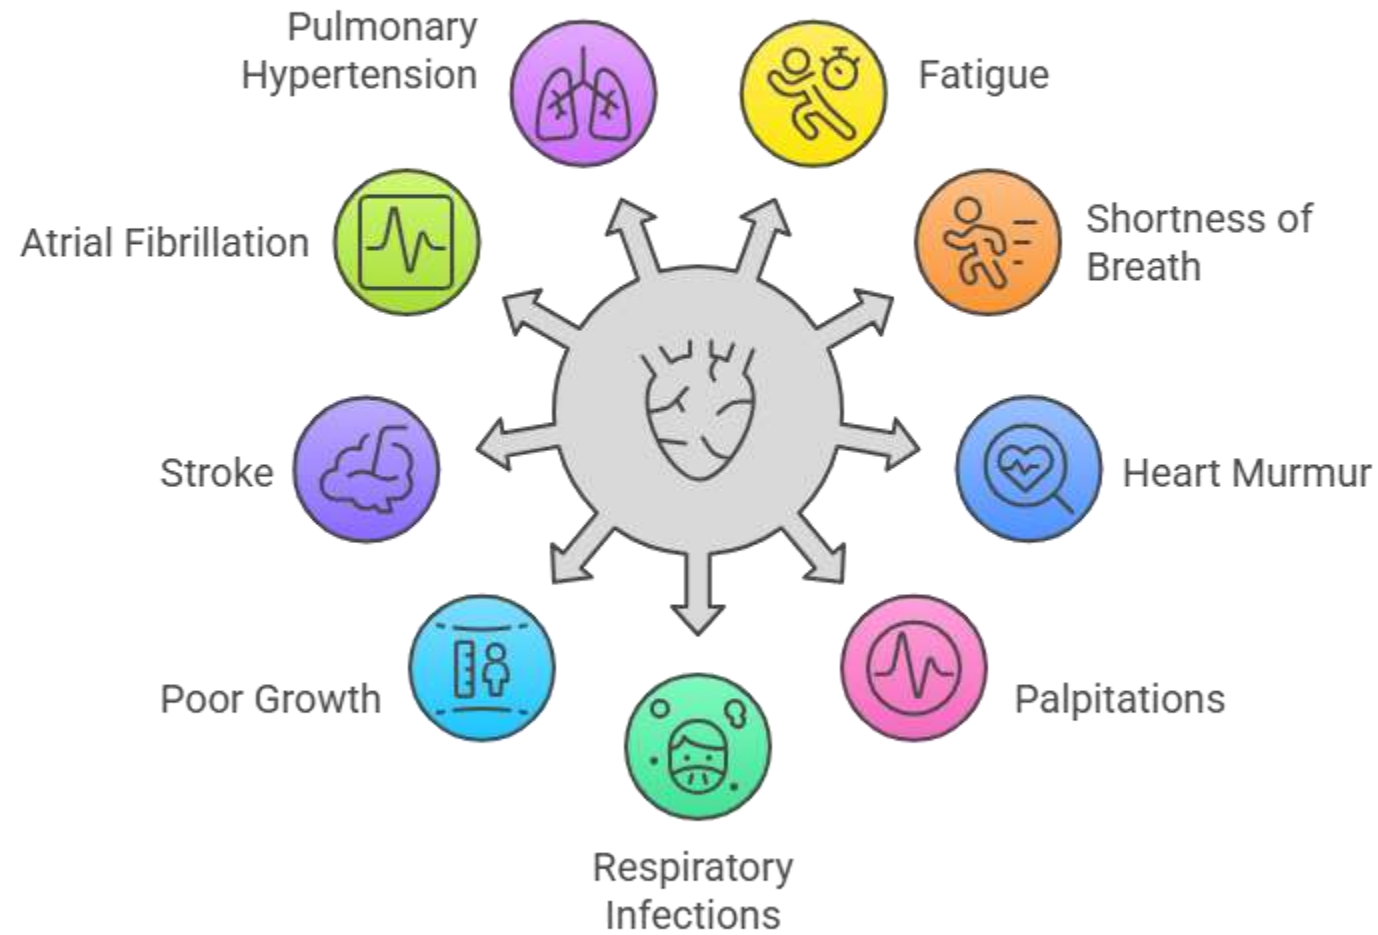 Pulmonary
Hypertension
Fatigue
Atrial Fibrillation
Shortness of
Breath
Stroke
Heart Murmur
Poor Growth
Palpitations
Respiratory
Infections